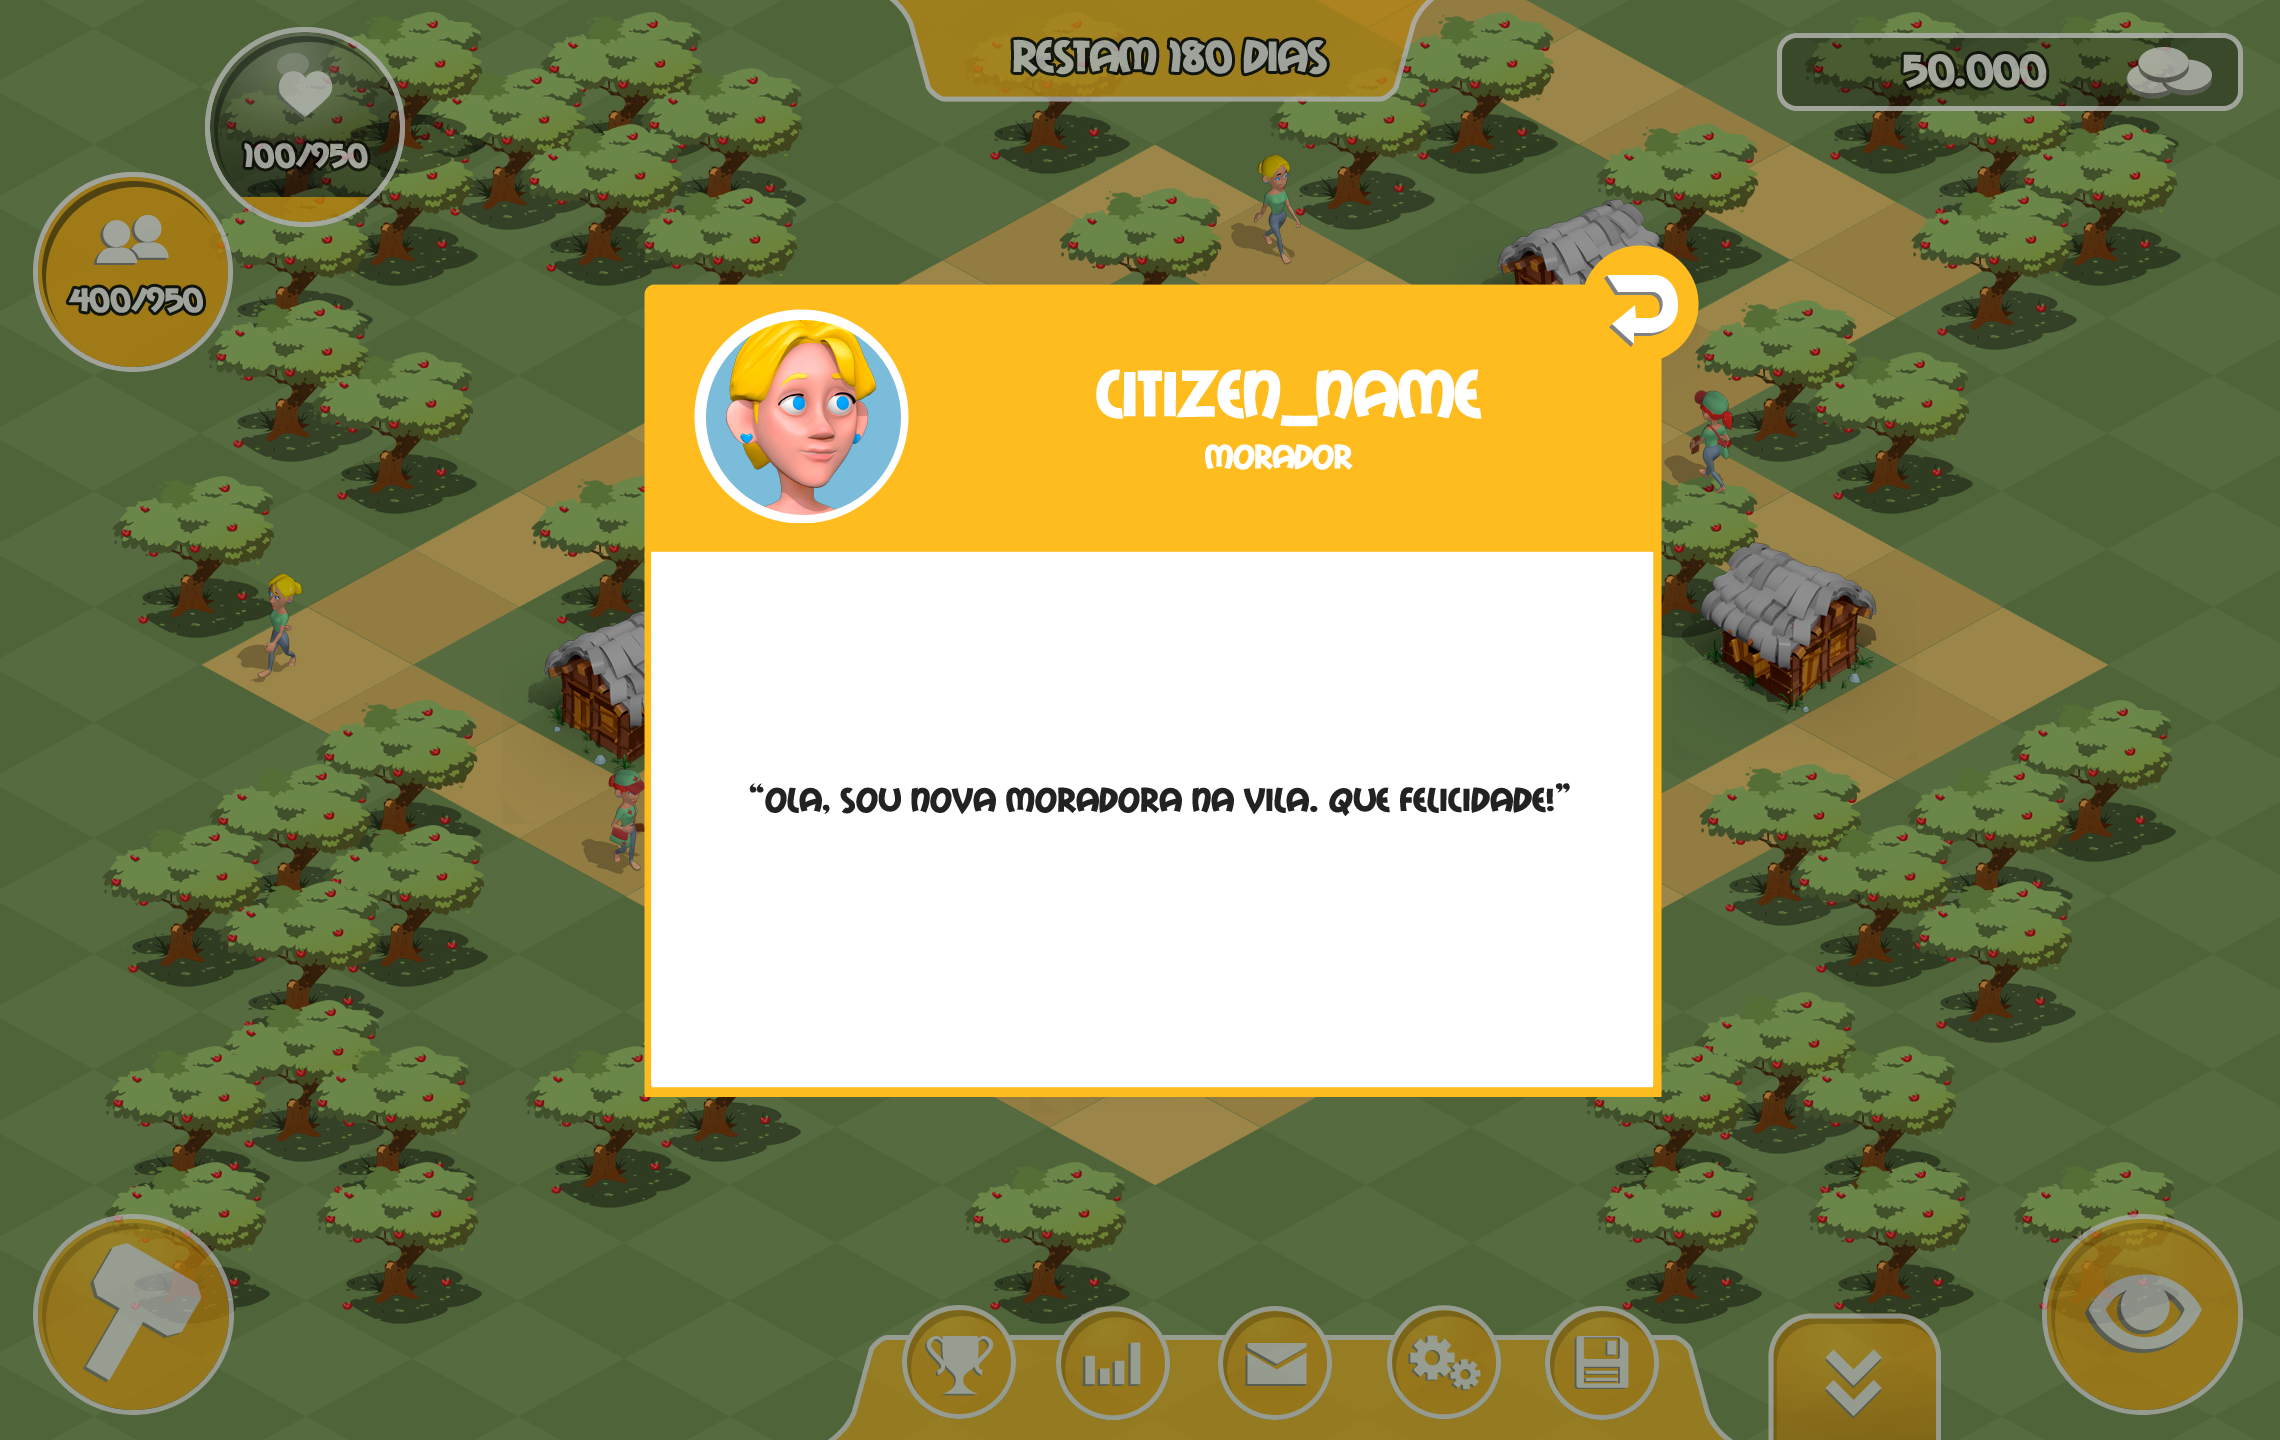 RESTAM 180 DIAS
50.000
100/950
400/950
CITIZEN_NAME
MORADOR
“OLA, SOU NOVA MORADORA NA VILA. QUE FELICIDADE!”